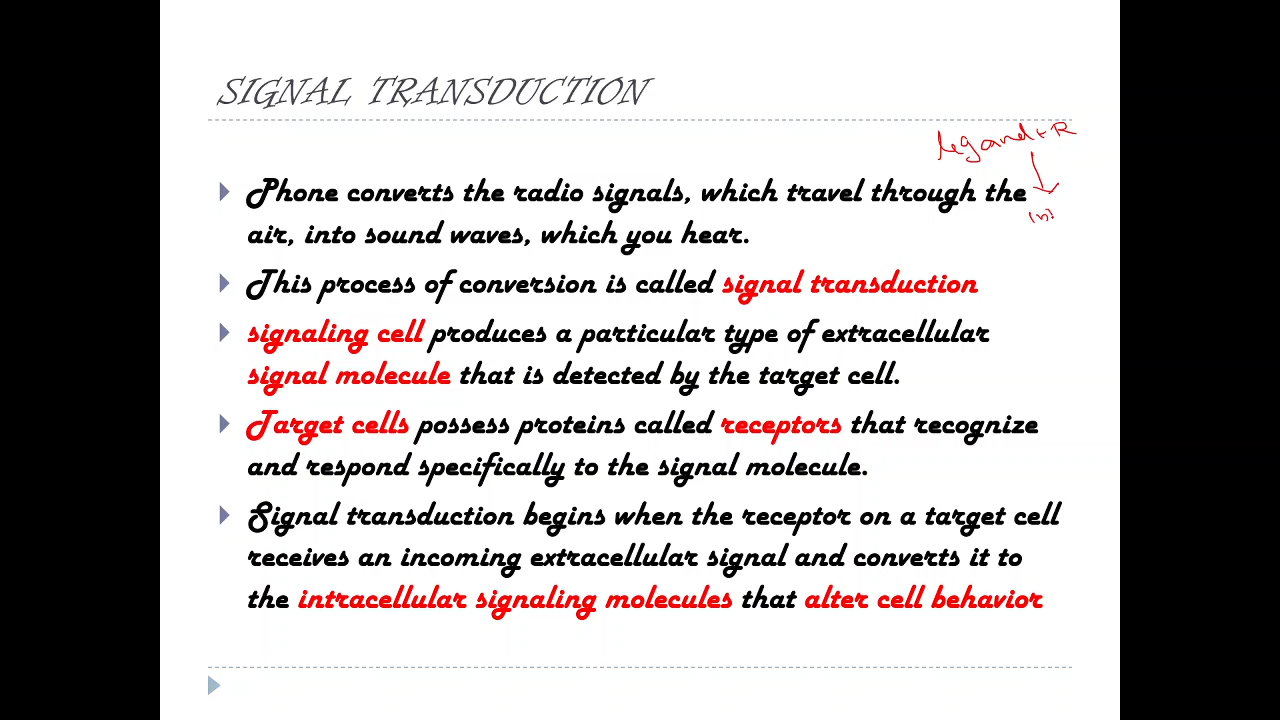 SIGNAL TRANSDUCTION
ligand + R
Phone converts the radio signals, which travel through the
air, into sound waves, which you hear.
This process of conversion is called signal transduction
signaling cell produces a particular type of extracellular
signal molecule that is detected by the target cell.
Target cells possess proteins called receptors that recognize
and respond specifically to the signal molecule.
Signal transduction begins when the receptor on a target cell
receives an incoming extracellular signal and converts it to
the intracellular signaling molecules that alter cell behavior